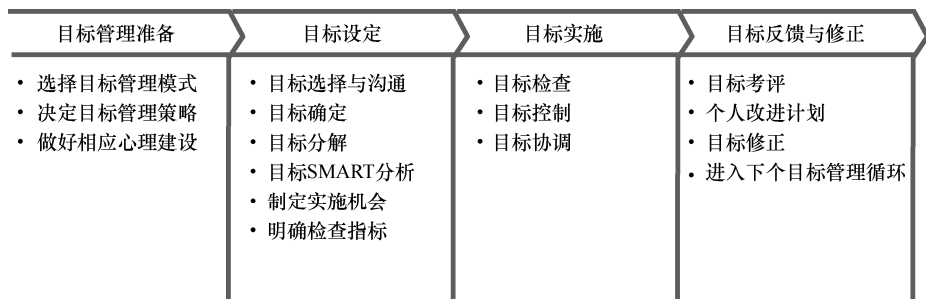 目标管理准备
目标设定
目标实施
目标反馈与修正
• 选择目标管理模式
• 决定目标管理策略
• 做好相应心理建设
• 目标选择与沟通
• 目标确定
• 目标分解
• 目标SMART分析
• 制定实施机会
• 明确检查指标
• 目标检查
• 目标控制
• 目标协调
• 目标考评
• 个人改进计划
• 目标修正
• 进入下个目标管理循环